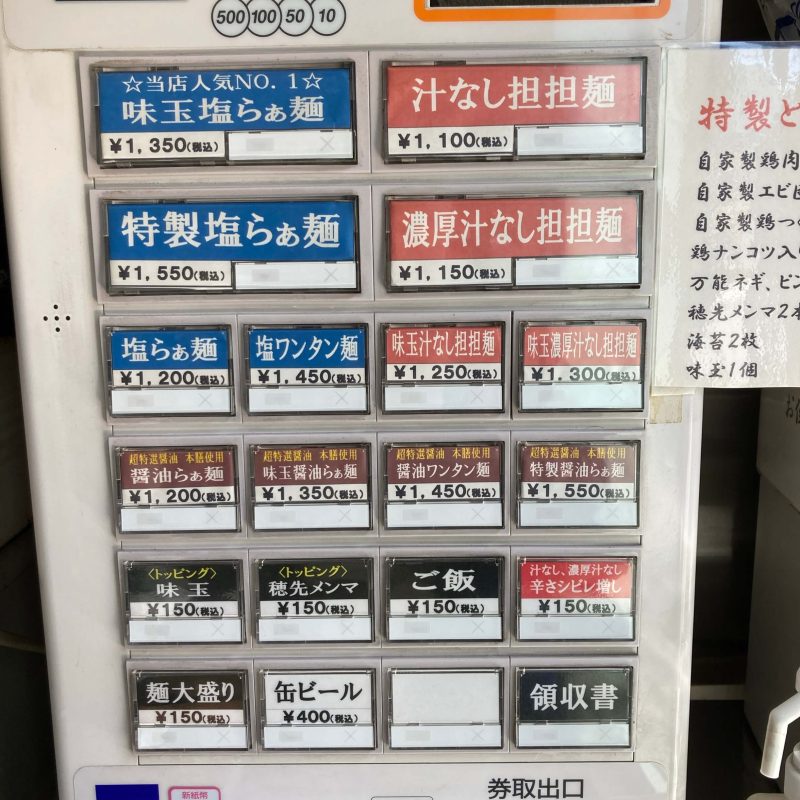 500 100 50 10
☆当店人気NO. 1☆
味玉塩らぁ麺
¥1,350(税込)
汁なし担担麺
¥1,100(税込)
特製塩らぁ麺
¥1,550(税込)
濃厚汁なし担担麺
¥1,150(税込)
塩らぁ麺
¥1,200(税込)
塩ワンタン麺
¥1,450(税込)
味玉汁なし担担麺
¥1,250(税込)
味玉濃厚汁なし担担麺
¥1,300(税込)
超特選醤油 本膳使用
醤油らぁ麺
¥1,200(税込)
超特選醤油 本膳使用
味玉醤油らぁ麺
¥1,350(税込)
超特選醤油 本膳使用
醤油ワンタン麺
¥1,450(税込)
超特選醤油 本膳使用
特製醤油らぁ麺
¥1,550(税込)
〈トッピング〉
味玉
¥150(税込)
〈トッピング〉
穂先メンマ
¥150(税込)
ご飯
¥150(税込)
汁なし、濃厚汁なし
辛さシビレ増し
¥150(税込)
麺大盛り
¥150(税込)
缶ビール
¥400(税込)
領収書
新紙幣
券取出口
特製と
自家製鶏肉
自家製エビ
自家製鶏つ
鶏ナンコツ入
万能ネギ、ピン
穂先メンマ2本
海苔2枚
味玉1個